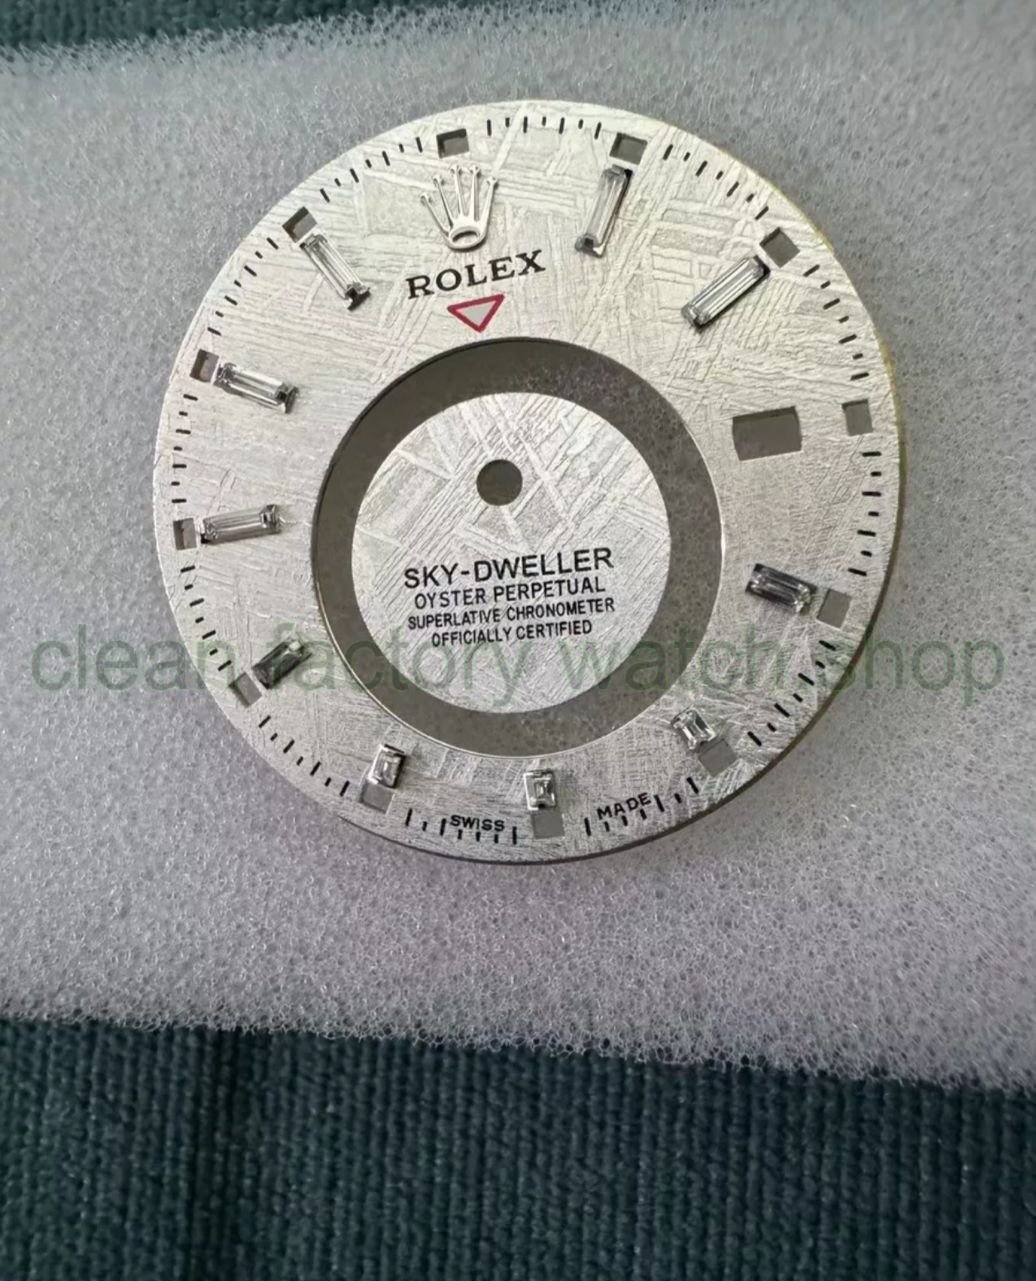 ROLEX
SKY-DWELLER
OYSTER PERPETUAL
SUPERLATIVE CHRONOMETER
OFFICIALLY CERTIFIED
clean factory watch.shop
SWISS MADE